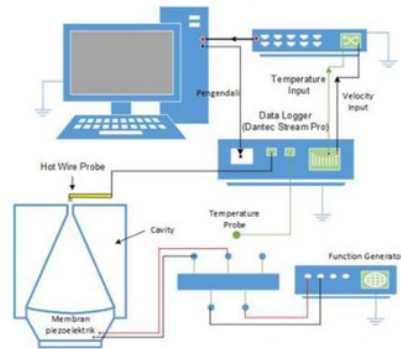 Temperature
Input
Pengendali
Velocity
Input
Data Logger
(Dantec Stream Pro)
Hot Wire Probe
Temperature
Probe
Cavity
Function Generato
Membran
piezoelektrik